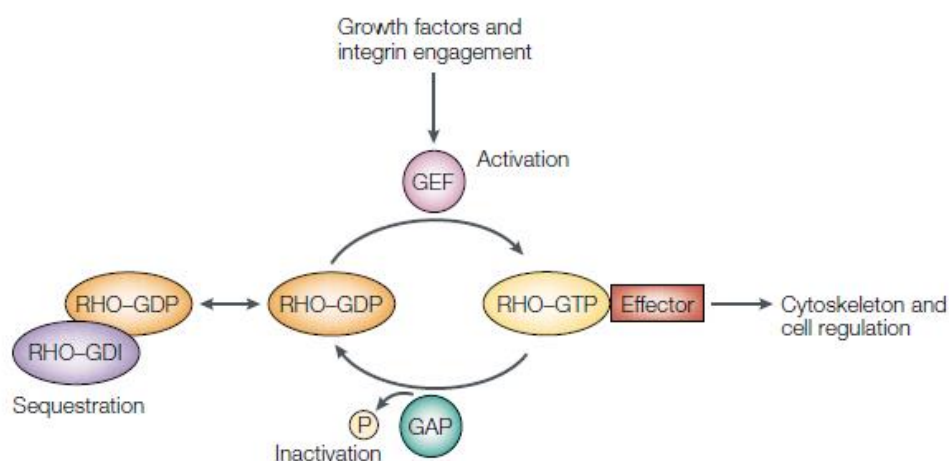 Growth factors and
integrin engagement
Activation
GEF
RHO–GDP
RHO–GDP
RHO–GTP
Effector
Cytoskeleton and
cell regulation
RHO–GDI
Sequestration
P
GAP
Inactivation